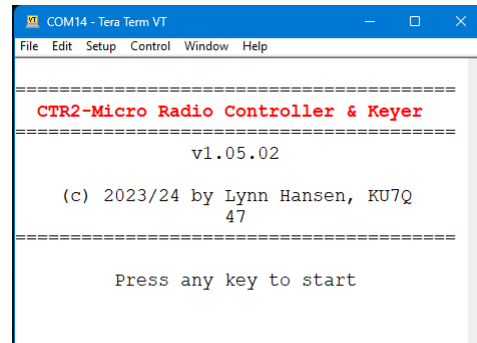 COM14 - Tera Term VT
File Edit Setup Control Window Help
========================================
CTR2-Micro Radio Controller & Keyer
========================================
v1.05.02
(c) 2023/24 by Lynn Hansen, KU7Q
47
========================================
Press any key to start